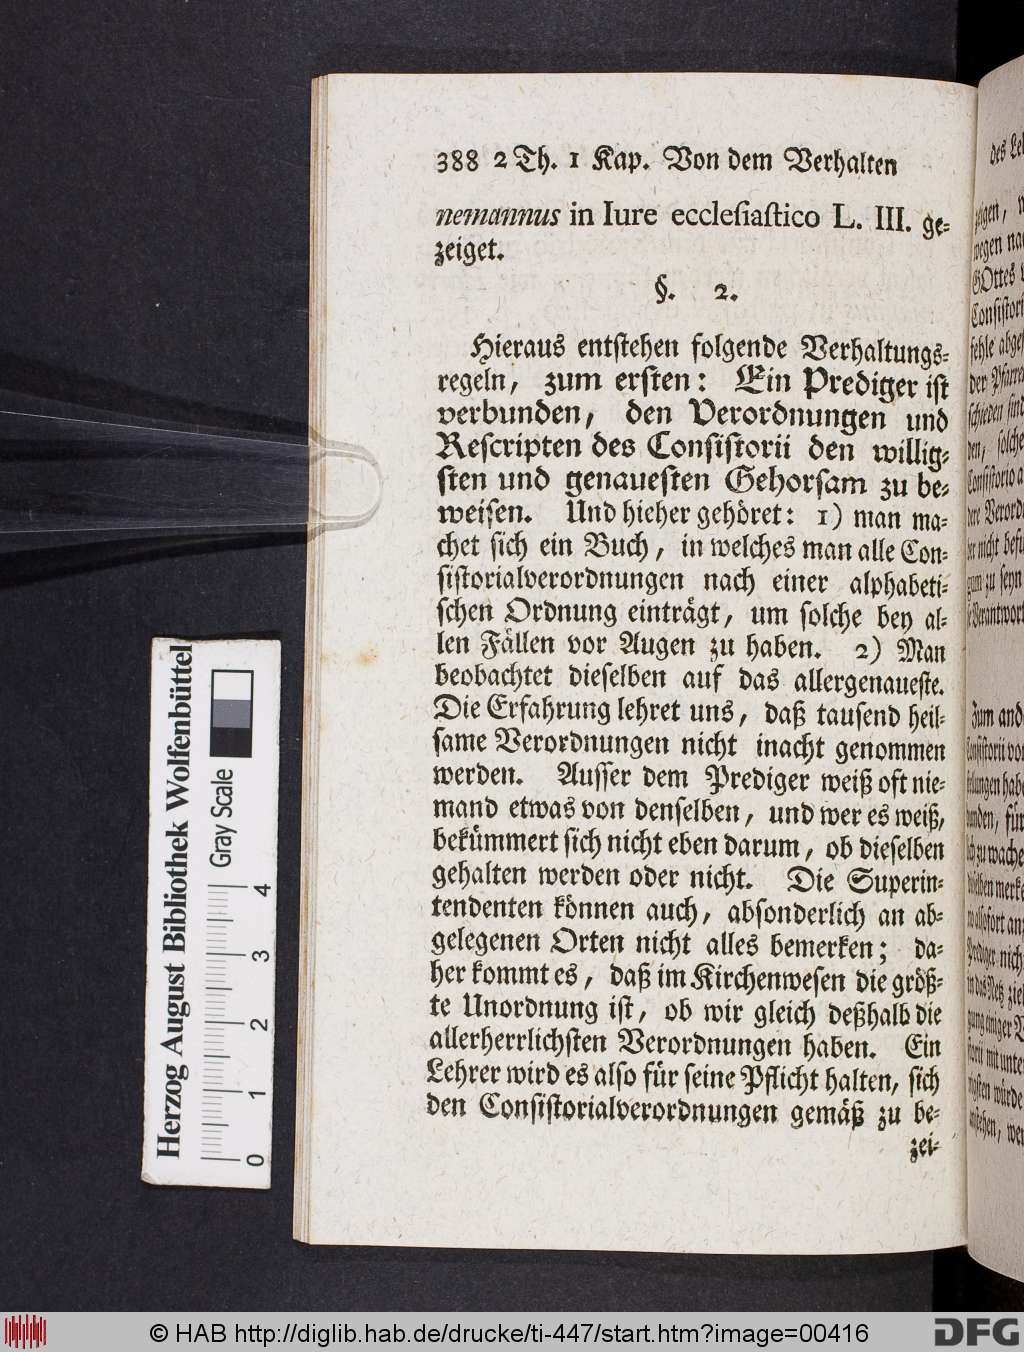 388 2 Th. 1 Kap. Von dem Verhalten
nemannus in Iure eccleſiaſtico L. III. ge-
zeiget.
§. 2.
Hieraus entſtehen folgende Verhaltungs-
regeln, zum erſten: Ein Prediger iſt
verbunden, den Verordnungen und
Reſcripten des Conſiſtorii den willig-
ſten und genaueſten Gehorſam zu be-
weiſen. Und hieher gehöret: 1) man ma-
chet ſich ein Buch, in welches man alle Con-
ſiſtorialverordnungen nach einer alphabeti-
ſchen Ordnung einträgt, um ſolche bey al-
len Fällen vor Augen zu haben. 2) Man
beobachtet dieſelben auf das allergenaueſte.
Die Erfahrung lehret uns, daß tauſend heil-
ſame Verordnungen nicht inacht genommen
werden. Auſſer dem Prediger weiß oft nie-
mand etwas von denſelben, und wer es weiß,
bekümmert ſich nicht eben darum, ob dieſelben
gehalten werden oder nicht. Die Superin-
tendenten können auch, abſonderlich an ab-
gelegenen Orten nicht alles bemerken; da-
her kommt es, daß im Kirchenweſen die größ-
te Unordnung iſt, ob wir gleich deßhalb die
allerherrlichſten Verordnungen haben. Ein
Lehrer wird es alſo für ſeine Pflicht halten, ſich
den Conſiſtorialverordnungen gemäß zu be-
zei-
Herzog August Bibliothek Wolfenbüttel
Gray Scale
0 1 2 3 4
© HAB http://diglib.hab.de/drucke/ti-447/start.htm?image=00416
DFG